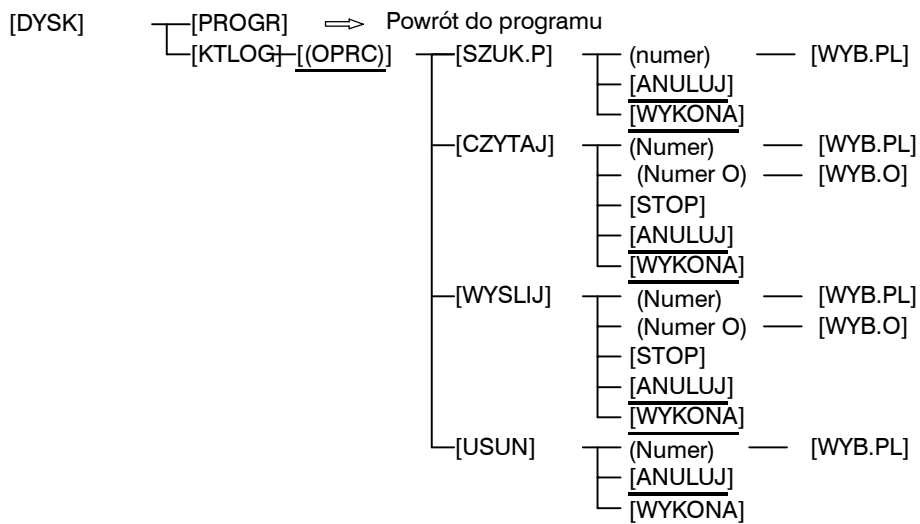 [DYSK] [PROGR] Powrót do programu
[KTLOG] [(OPRC)] [SZUK.P] (numer) [WYB.PL]
[ANULUJ]
[WYKONA]
[CZYTAJ] (Numer) [WYB.PL]
(Numer O) [WYB.O]
[STOP]
[ANULUJ]
[WYKONA]
[WYSLIJ] (Numer) [WYB.PL]
(Numer O) [WYB.O]
[STOP]
[ANULUJ]
[WYKONA]
[USUN] (Numer) [WYB.PL]
[ANULUJ]
[WYKONA]